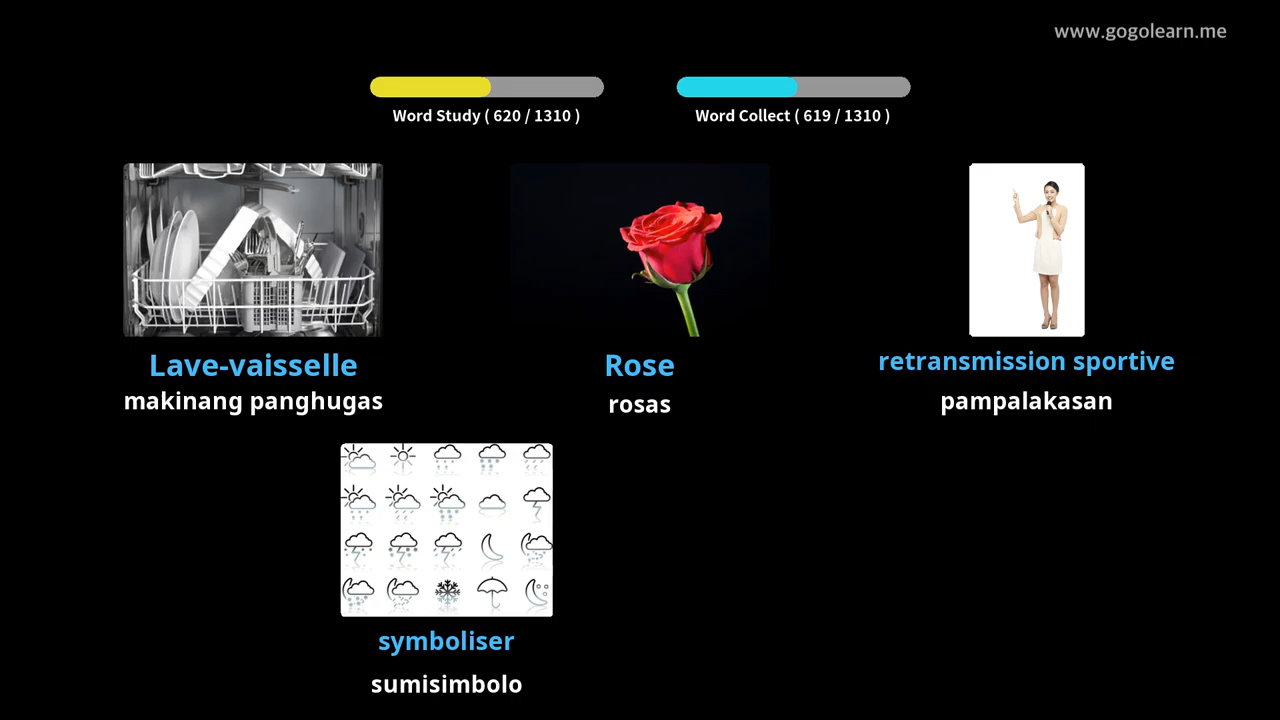 www.gogolearn.me
Word Study ( 620 / 1310 )
Word Collect ( 619 / 1310 )
Lave-vaisselle
makinang panghugas
Rose
rosas
retransmission sportive
pampalakasan
symboliser
sumisimbolo